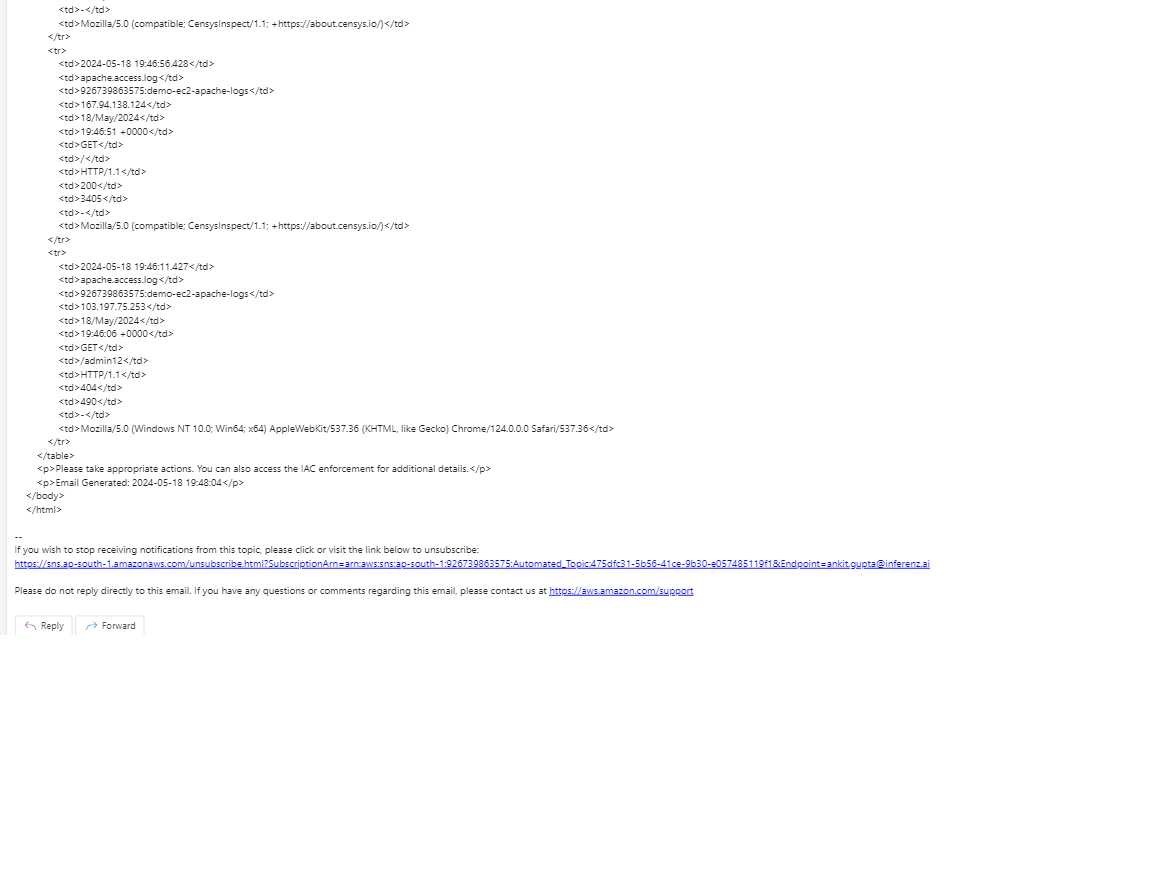 <td>-</td>
<td>Mozilla/5.0 (compatible; CensysInspect/1.1; +https://about.censys.io/)</td>
</tr>
<tr>
<td>2024-05-18 19:46:56.428</td>
<td>apache.access.log</td>
<td>926739863575:demo-ec2-apache-logs</td>
<td>167.94.138.124</td>
<td>18/May/2024</td>
<td>19:46:51 +0000</td>
<td>GET</td>
<td>/</td>
<td>HTTP/1.1</td>
<td>200</td>
<td>3405</td>
<td>-</td>
<td>Mozilla/5.0 (compatible; CensysInspect/1.1; +https://about.censys.io/)</td>
</tr>
<tr>
<td>2024-05-18 19:46:11.427</td>
<td>apache.access.log</td>
<td>926739863575:demo-ec2-apache-logs</td>
<td>103.197.75.253</td>
<td>18/May/2024</td>
<td>19:46:06 +0000</td>
<td>GET</td>
<td>/admin12</td>
<td>HTTP/1.1</td>
<td>404</td>
<td>490</td>
<td>-</td>
<td>Mozilla/5.0 (Windows NT 10.0; Win64; x64) AppleWebKit/537.36 (KHTML, like Gecko) Chrome/124.0.0.0 Safari/537.36</td>
</tr>
</table>
<p>Please take appropriate actions. You can also access the IAC enforcement for additional details.</p>
<p>Email Generated: 2024-05-18 19:48:04</p>
</body>
</html>
--
If you wish to stop receiving notifications from this topic, please click or visit the link below to unsubscribe:
https://sns.ap-south-1.amazonaws.com/unsubscribe.html?SubscriptionArn=arn:aws:sns:ap-south-1:926739863575:Automated_Topic:475dfc31-5b56-41ce-9b30-e057485119f1&Endpoint=ankit.gupta@inferenz.ai
Please do not reply directly to this email. If you have any questions or comments regarding this email, please contact us at https://aws.amazon.com/support
Reply Forward